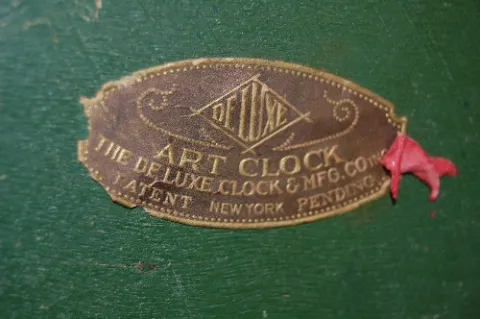 DE LUXE
ART CLOCK
THE DE LUXE CLOCK & MFG. CO. INC.
PATENT NEW YORK PENDING